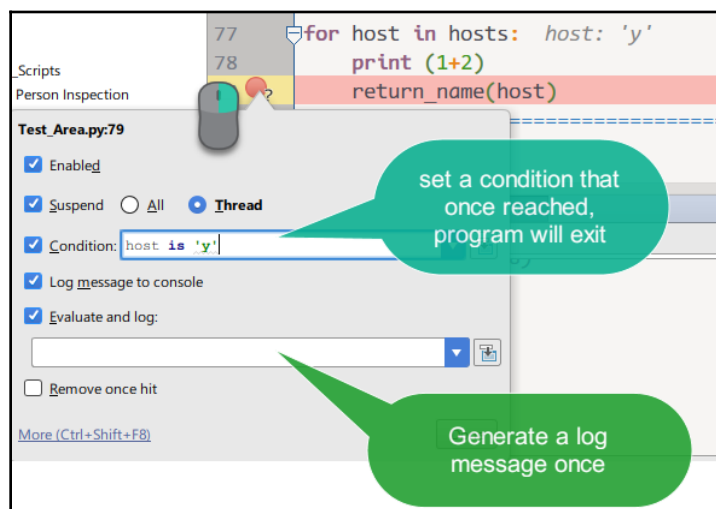 77 for host in hosts: host: 'y'
78 print (1+2)
? return_name(host)
_Scripts
Person Inspection
Test_Area.py:79
Enabled
Suspend All Thread
Condition: host is 'y'
Log message to console
Evaluate and log:
Remove once hit
More (Ctrl+Shift+F8)
set a condition that
once reached,
program will exit
Generate a log
message once